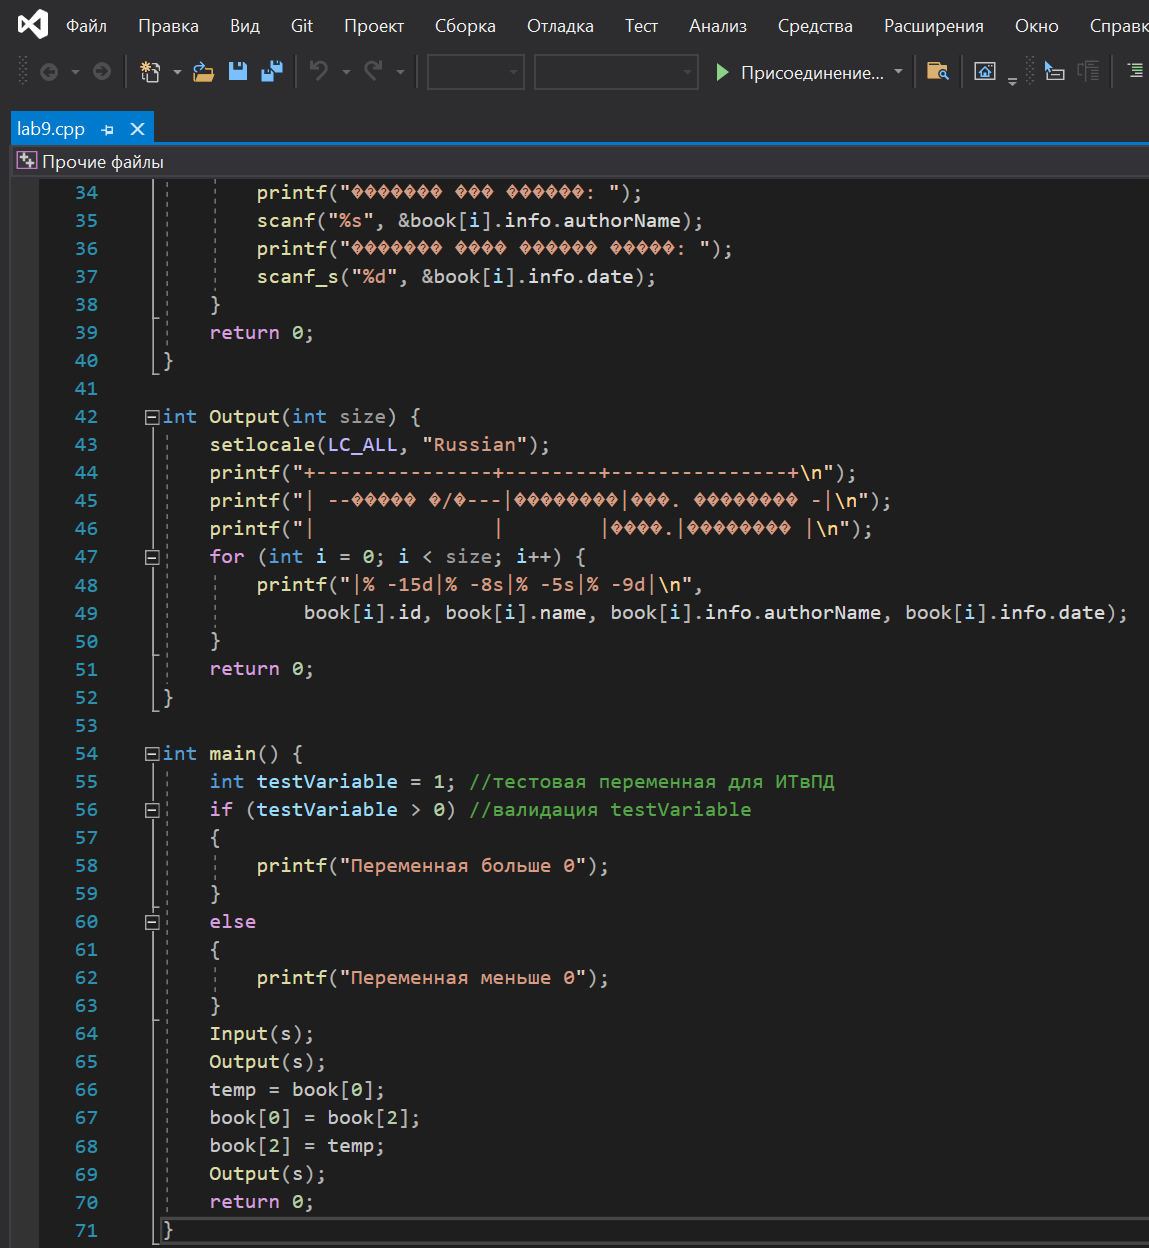 Файл Правка Вид Git Проект Сборка Отладка Тест Анализ Средства Расширения Окно Справк
Присоединение...
lab9.cpp
Прочие файлы
34 printf("������� ��� ������: ");
35 scanf("%s", &book[i].info.authorName);
36 printf("������� ���� ������ �����: ");
37 scanf_s("%d", &book[i].info.date);
38 }
39 return 0;
40 }
41
42 int Output(int size) {
43 setlocale(LC_ALL, "Russian");
44 printf("+---------------+--------+---------------+\n");
45 printf("| --����� �/�---|��������|���. �������� -|\n");
46 printf("|               |        |����.|�������� |\n");
47 for (int i = 0; i < size; i++) {
48 printf("|% -15d|% -8s|% -5s|% -9d|\n",
49 book[i].id, book[i].name, book[i].info.authorName, book[i].info.date);
50 }
51 return 0;
52 }
53
54 int main() {
55 int testVariable = 1; //тестовая переменная для ИТвПД
56 if (testVariable > 0) //валидация testVariable
57 {
58 printf("Переменная больше 0");
59 }
60 else
61 {
62 printf("Переменная меньше 0");
63 }
64 Input(s);
65 Output(s);
66 temp = book[0];
67 book[0] = book[2];
68 book[2] = temp;
69 Output(s);
70 return 0;
71 }